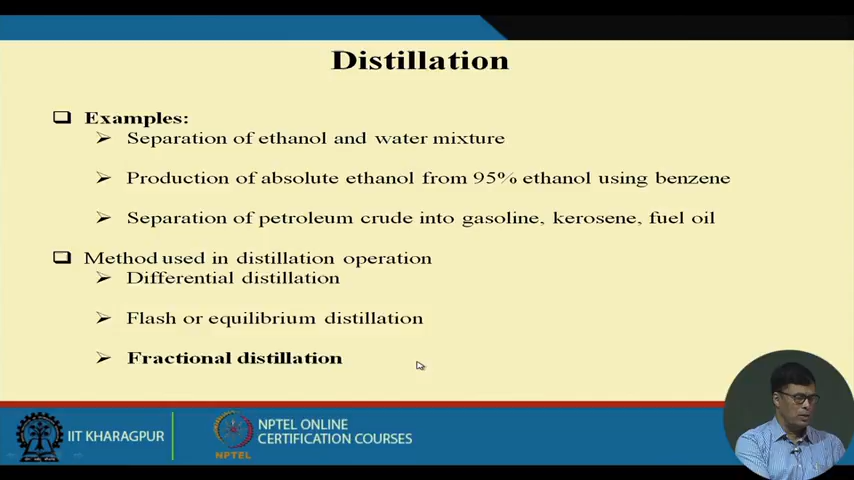 Distillation
Examples:
Separation of ethanol and water mixture
Production of absolute ethanol from 95% ethanol using benzene
Separation of petroleum crude into gasoline, kerosene, fuel oil
Method used in distillation operation
Differential distillation
Flash or equilibrium distillation
Fractional distillation
IIT KHARAGPUR
NPTEL
NPTEL ONLINE
CERTIFICATION COURSES